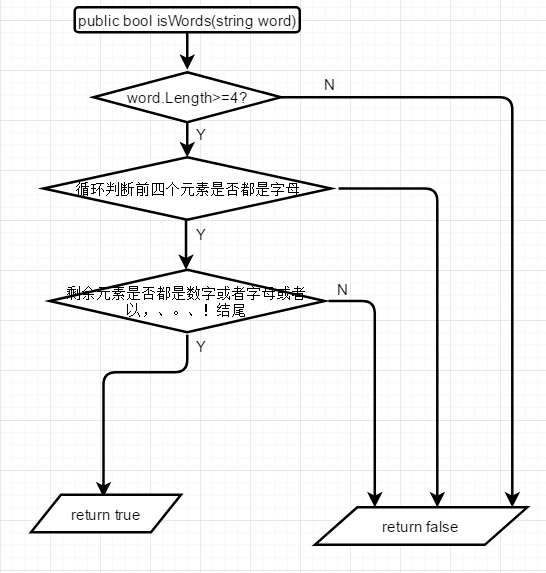 public bool isWords(string word)
word.Length>=4?
N
Y
循环判断前四个元素是否都是字母
Y
剩余元素是否都是数字或者字母或者
以，、。、！结尾
N
Y
return true
return false